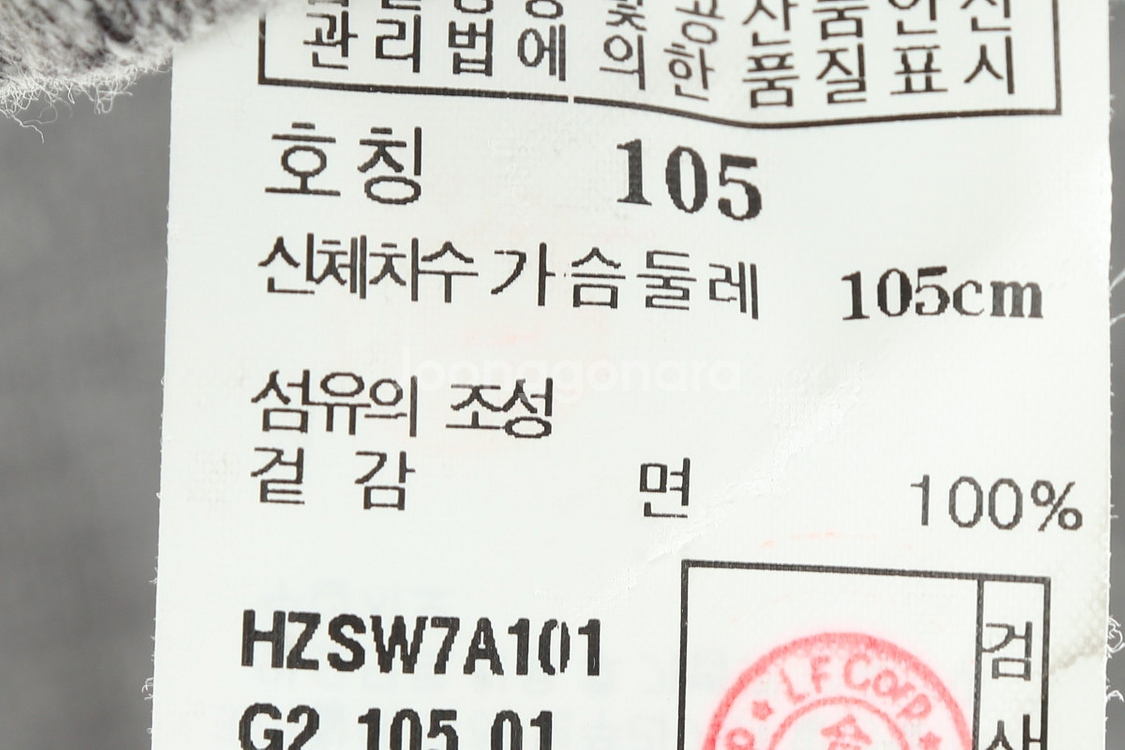 관리법에 의한 품질표시
호칭 105
신체치수 가슴둘레 105cm
joonggonara
섬유의 조성
겉감 면 100%
HZSW7A101
G2 105 01
LF Corp
검